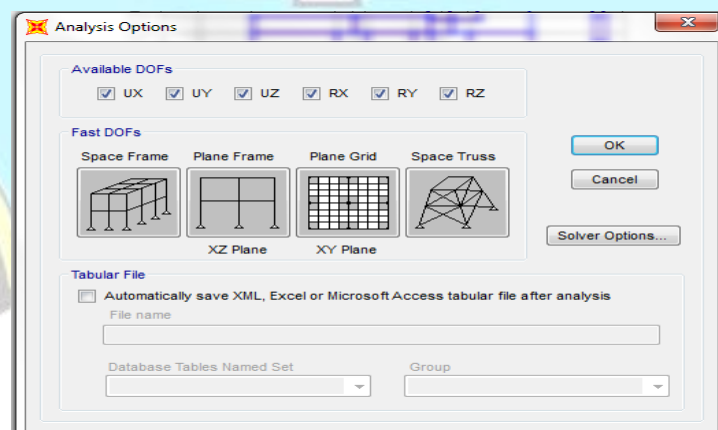 Analysis Options
Available DOFs
UX UY UZ RX RY RZ
Fast DOFs
Space Frame Plane Frame Plane Grid Space Truss
OK
Cancel
XZ Plane XY Plane
Solver Options...
Tabular File
Automatically save XML, Excel or Microsoft Access tabular file after analysis
File name
Database Tables Named Set Group